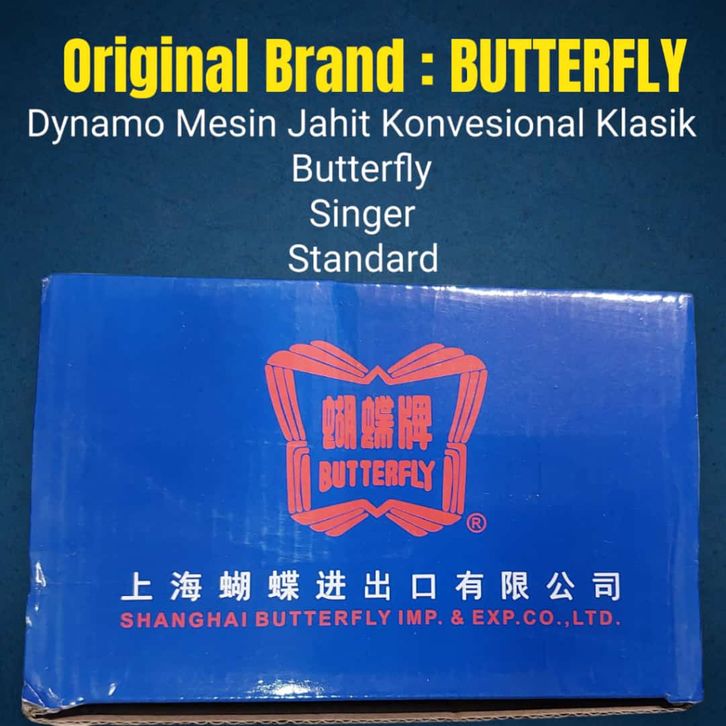 Original Brand : BUTTERFLY
Dynamo Mesin Jahit Konvesional Klasik
Butterfly
Singer
Standard
蝴蝶牌
BUTTERFLY
®
上海蝴蝶进出口有限公司
SHANGHAI BUTTERFLY IMP. & EXP.CO.,LTD.